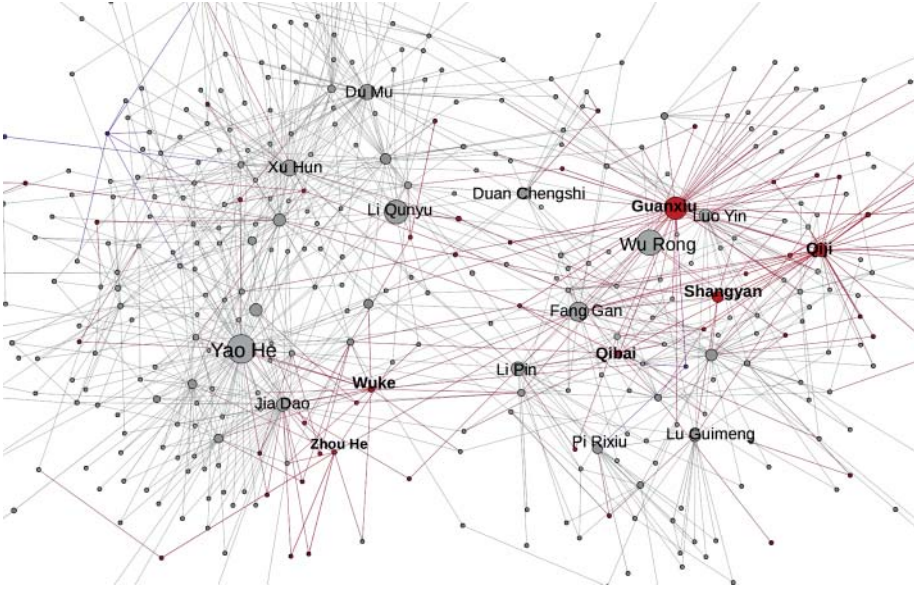 Du Mu
Xu Hun
Duan Chengshi
Li Qunyu
Guanxiu
Luo Yin
Wu Rong
Qiji
Shangyan
Fang Gan
Yao He
Qibai
Li Pin
Wuke
Jia Dao
Zhou He
Pi Rixiu
Lu Guimeng